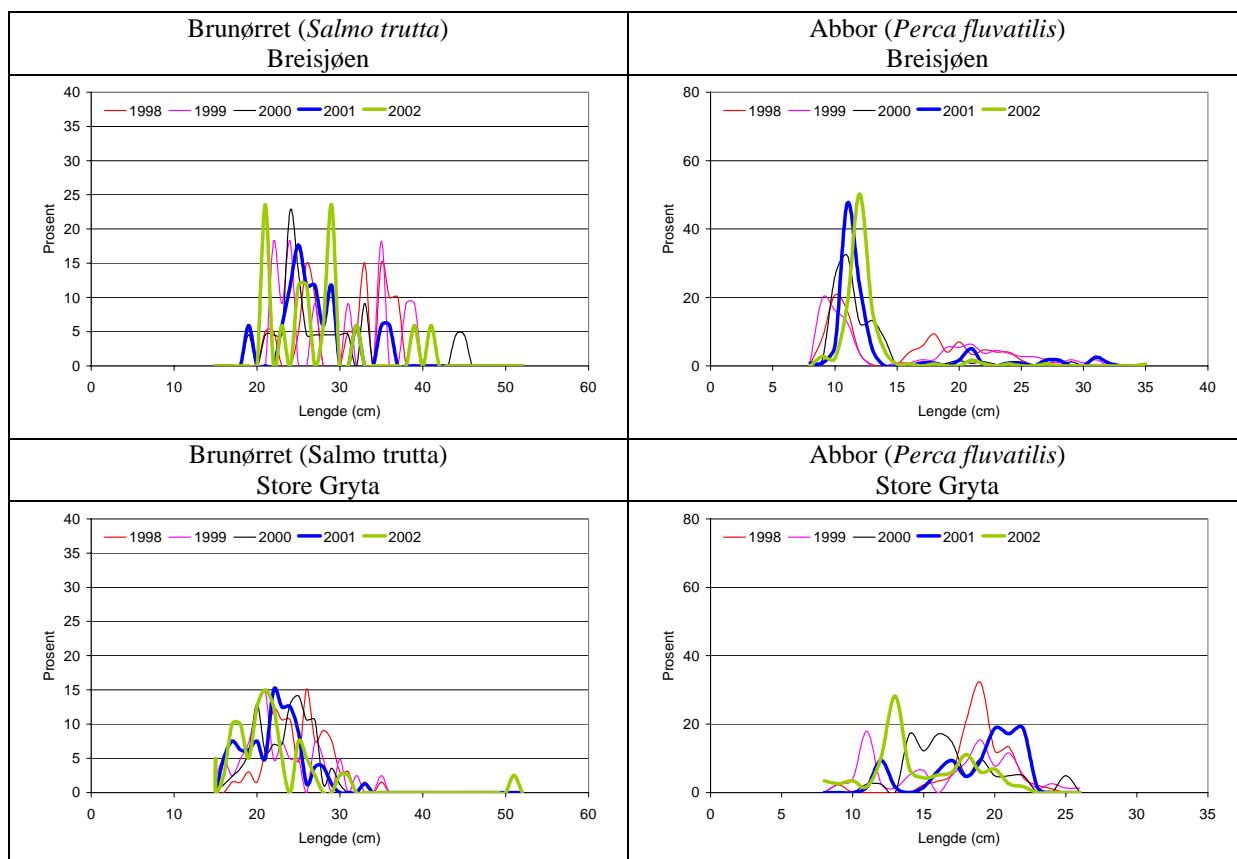 Brunørret (Salmo trutta)
Breisjøen
Abbor (Perca fluvatilis)
Breisjøen
40
35
30
25
20
15
10
5
0
Prosent
1998 1999 2000 2001 2002
0 10 20 30 40 50 60
Lengde (cm)
80
60
40
20
0
Prosent
1998 1999 2000 2001 2002
0 5 10 15 20 25 30 35 40
Lengde (cm)
Brunørret (Salmo trutta)
Store Gryta
Abbor (Perca fluvatilis)
Store Gryta
40
35
30
25
20
15
10
5
0
Prosent
1998 1999 2000 2001 2002
0 10 20 30 40 50 60
Lengde (cm)
80
60
40
20
0
Prosent
1998 1999 2000 2001 2002
0 5 10 15 20 25 30 35
Lengde (cm)